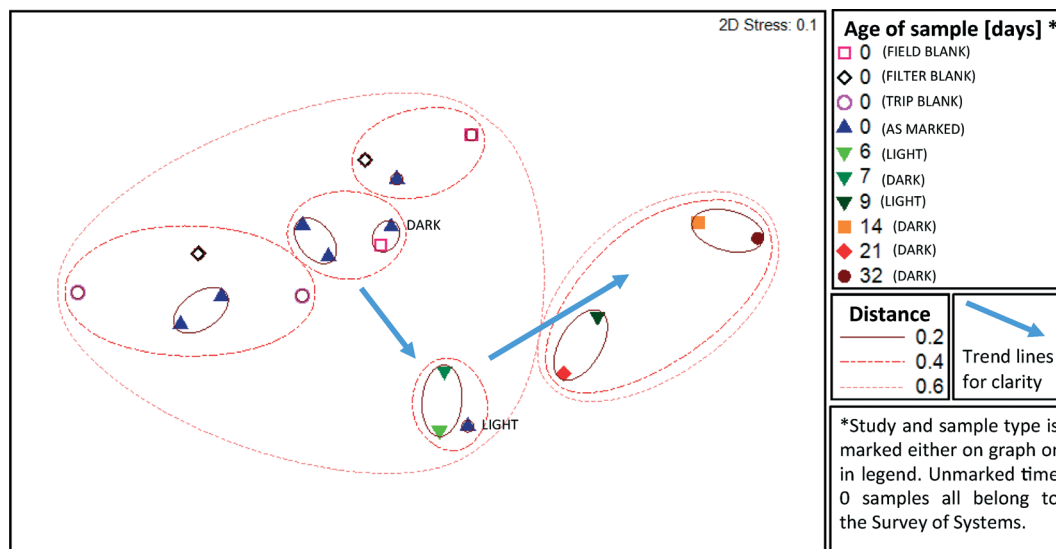 2D Stress: 0.1
DARK
LIGHT
Age of sample [days] *
0 (FIELD BLANK)
0 (FILTER BLANK)
0 (TRIP BLANK)
0 (AS MARKED)
6 (LIGHT)
7 (DARK)
9 (LIGHT)
14 (DARK)
21 (DARK)
32 (DARK)
Distance
0.2
0.4
0.6
Trend lines
for clarity
*Study and sample type is
marked either on graph or
in legend. Unmarked time
0 samples all belong to
the Survey of Systems.